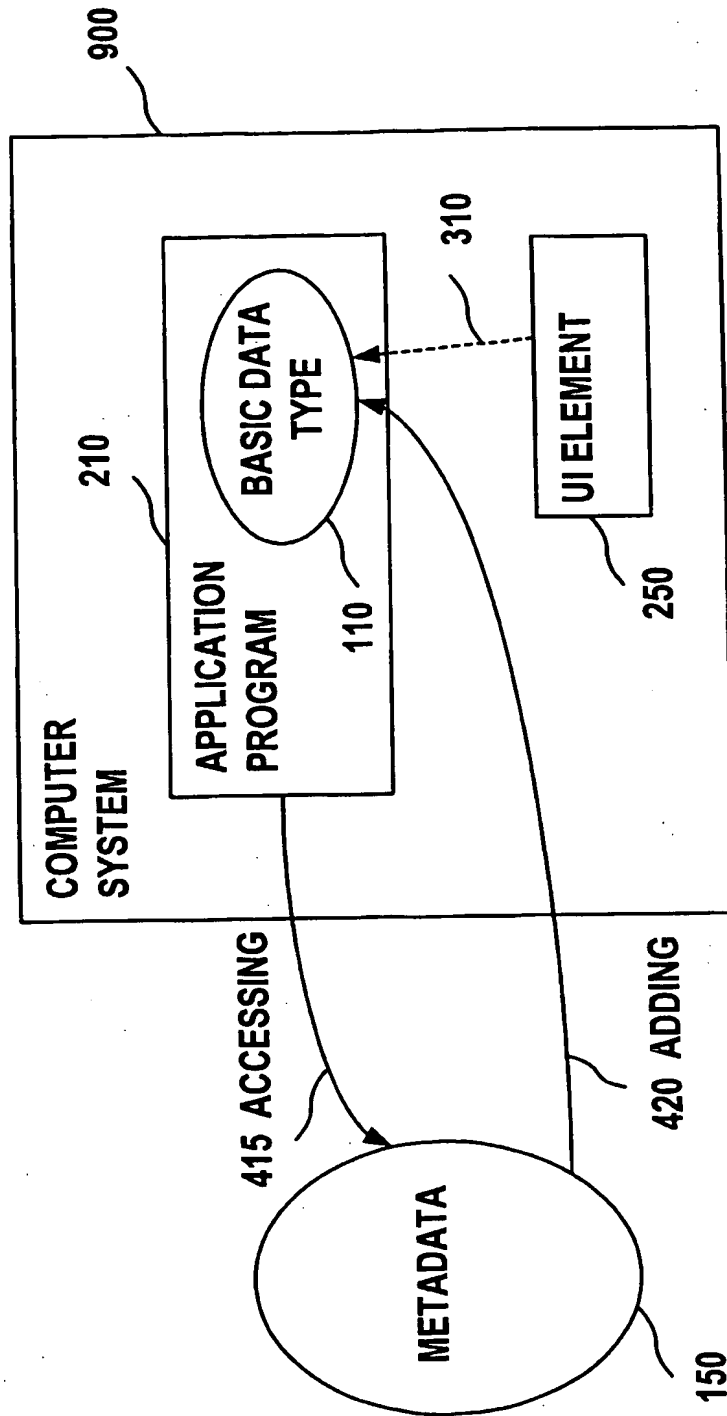 900
COMPUTER
SYSTEM
210
APPLICATION
PROGRAM
BASIC DATA
TYPE
110
310
UI ELEMENT
250
415 ACCESSING
420 ADDING
METADATA
150